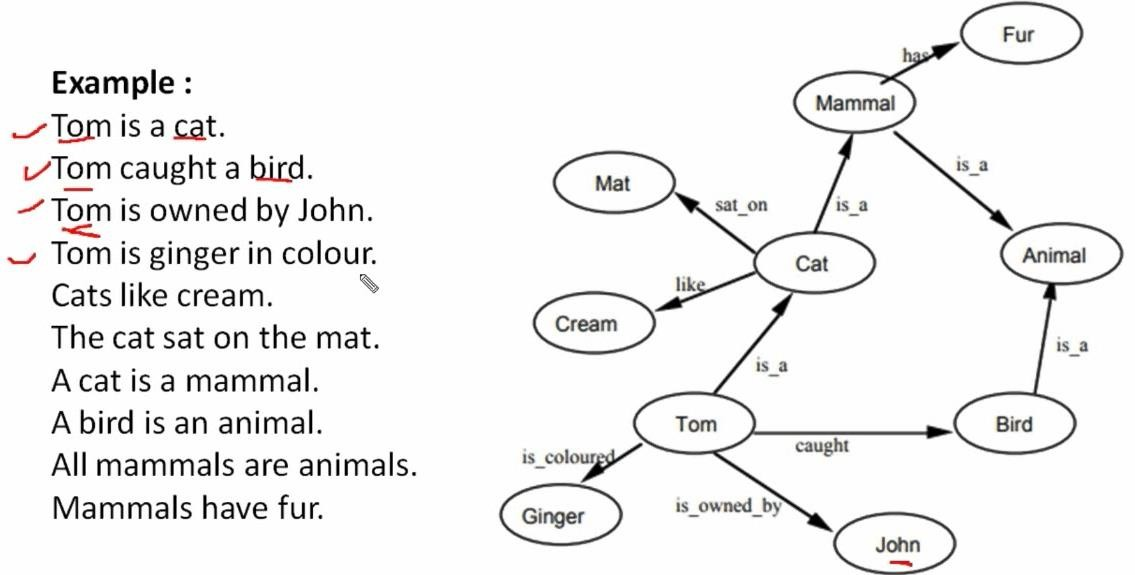 Example :
Tom is a cat.
Tom caught a bird.
Tom is owned by John.
Tom is ginger in colour.
Cats like cream.
The cat sat on the mat.
A cat is a mammal.
A bird is an animal.
All mammals are animals.
Mammals have fur.
Fur
has
Mammal
is_a
Mat
sat_on
is_a
Cat
Animal
like
Cream
is_a
is_a
Tom
caught
Bird
is_coloured
Ginger
is_owned_by
John